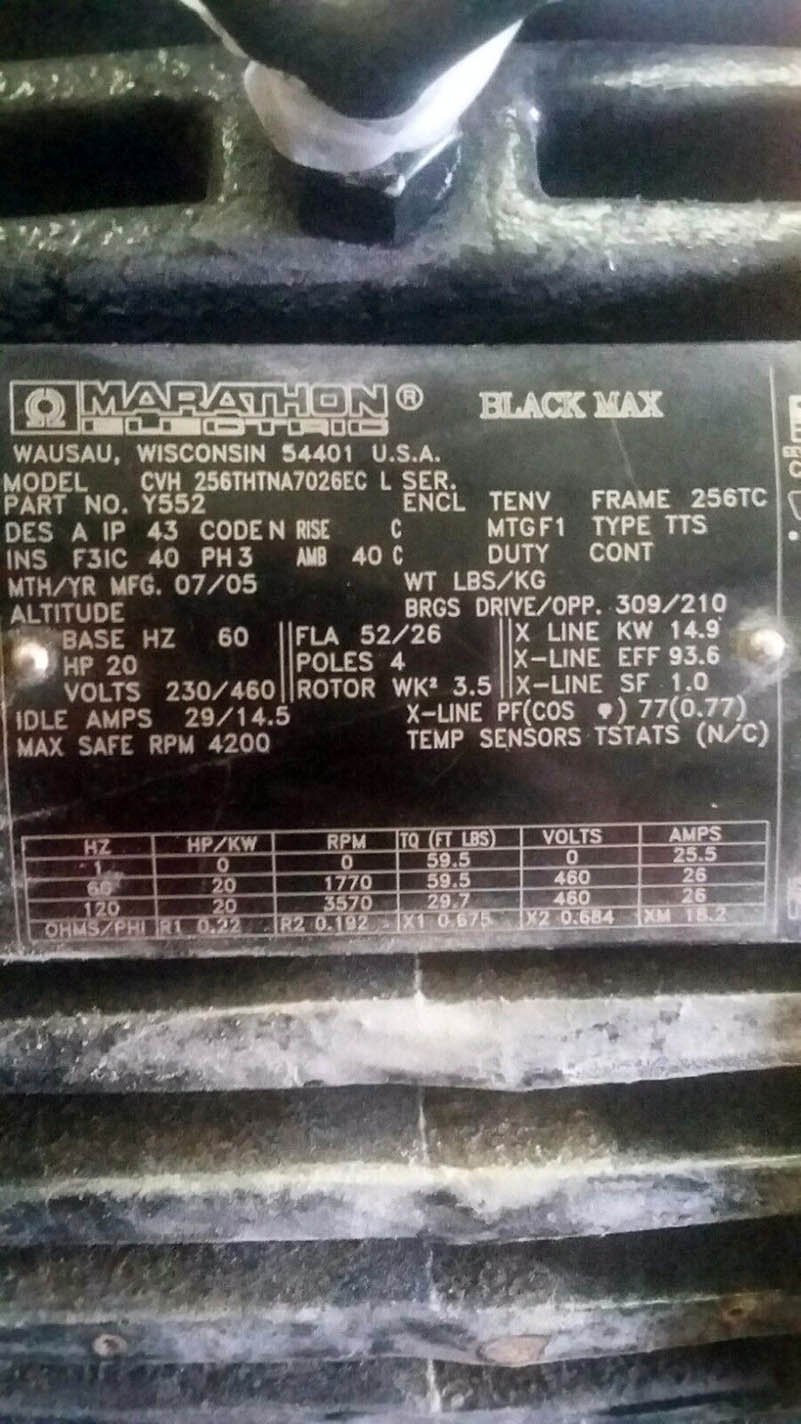 MARATHON® BLACK MAX
ELECTRIC
WAUSAU, WISCONSIN 54401 U.S.A.
MODEL CVH 256THTNA7026EC L SER.
PART NO. Y552 ENCL TENV FRAME 256TC
DES A IP 43 CODE N RISE C MTG F1 TYPE TTS
INS F3IC 40 PH 3 AMB 40 C DUTY CONT
MTH/YR MFG. 07/05 WT LBS/KG
ALTITUDE BRGS DRIVE/OPP. 309/210
BASE HZ 60 FLA 52/26 X LINE KW 14.9
HP 20 POLES 4 X-LINE EFF 93.6
VOLTS 230/460 ROTOR WK² 3.5 X-LINE SF 1.0
IDLE AMPS 29/14.5 X-LINE PF(COS φ) 77(0.77)
MAX SAFE RPM 4200 TEMP SENSORS TSTATS (N/C)
HZ HP/KW RPM TQ (FT LBS) VOLTS AMPS
1 0 0 59.5 0 25.5
60 20 1770 59.5 460 26
120 20 3570 29.7 460 26
OHMS/PHI R1 0.22 R2 0.192 X1 0.675 X2 0.684 XM 18.2